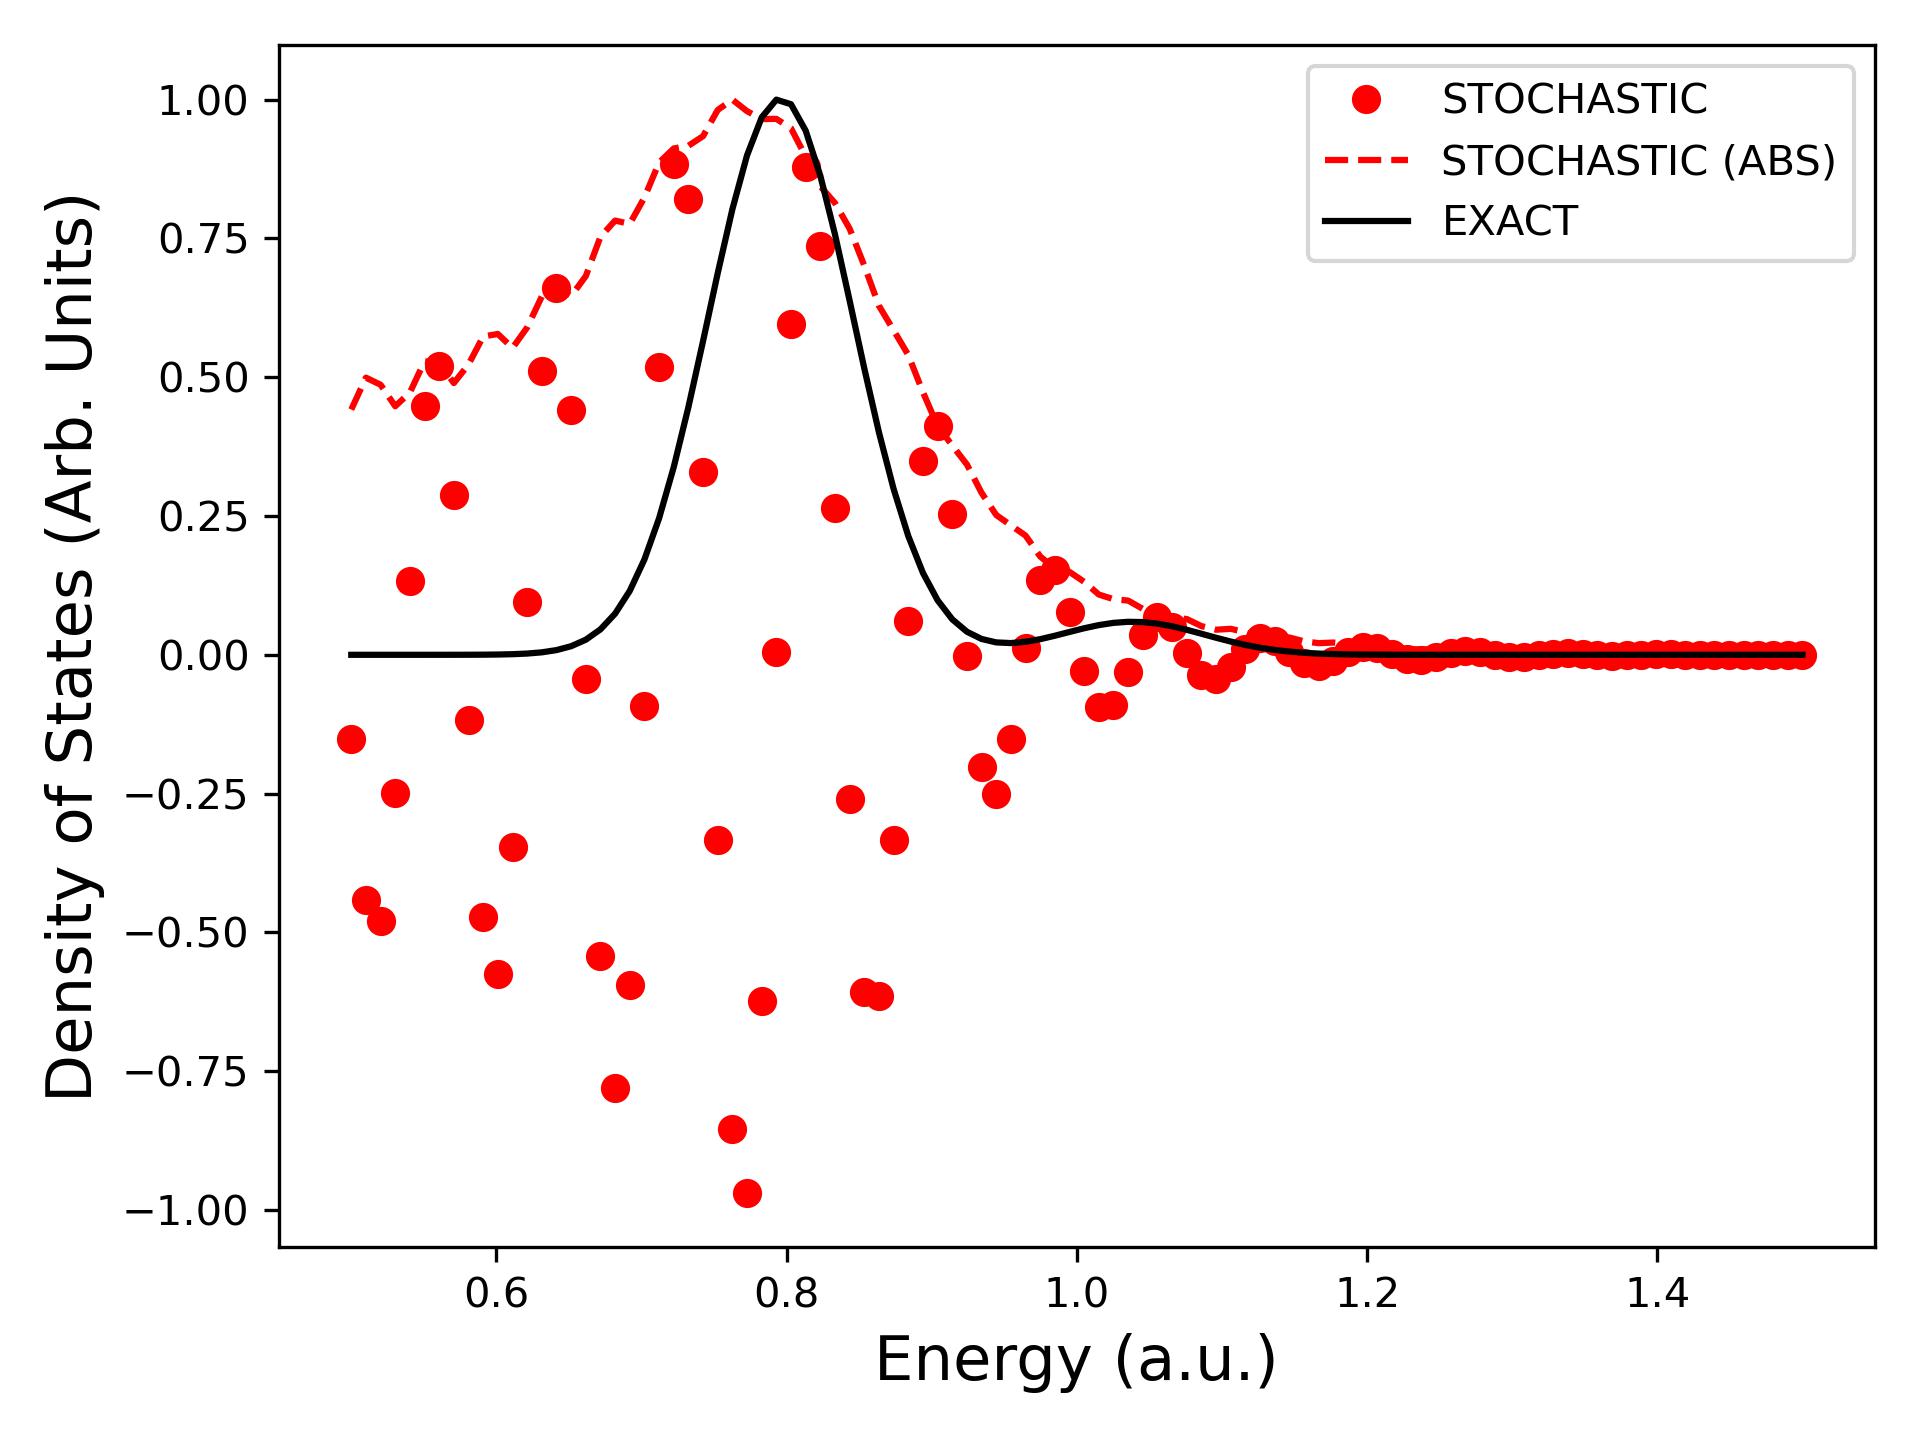 STOCHASTIC
STOCHASTIC (ABS)
EXACT
Density of States (Arb. Units)
1.00
0.75
0.50
0.25
0.00
−0.25
−0.50
−0.75
−1.00
0.6 0.8 1.0 1.2 1.4
Energy (a.u.)